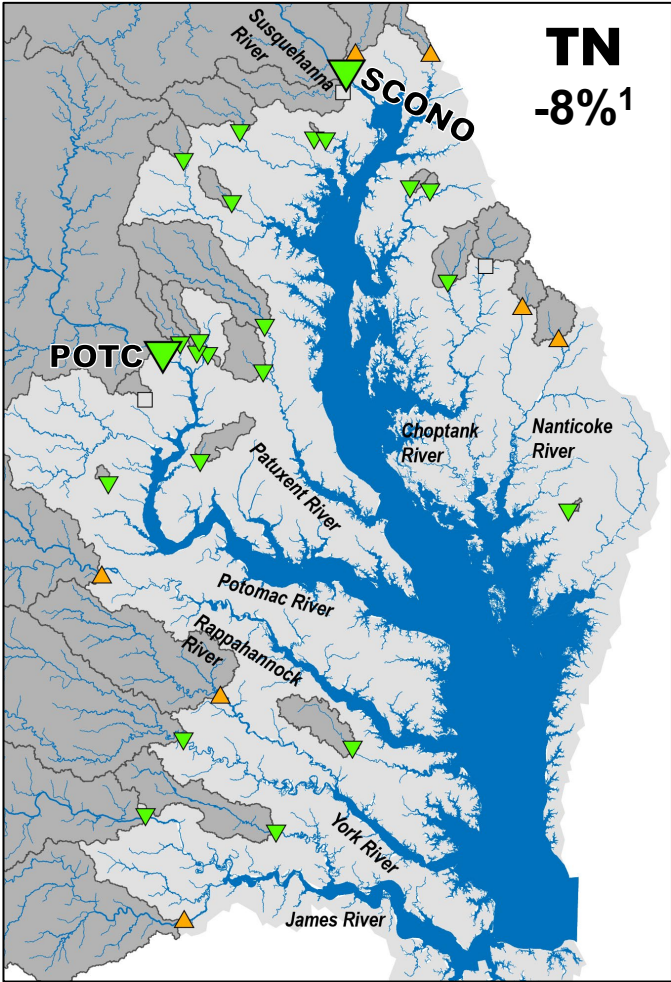 TN
-8%¹
Susquehanna
River
SCONO
POTC
Choptank
River
Nanticoke
River
Patuxent River
Potomac River
Rappahannock
River
York River
James River